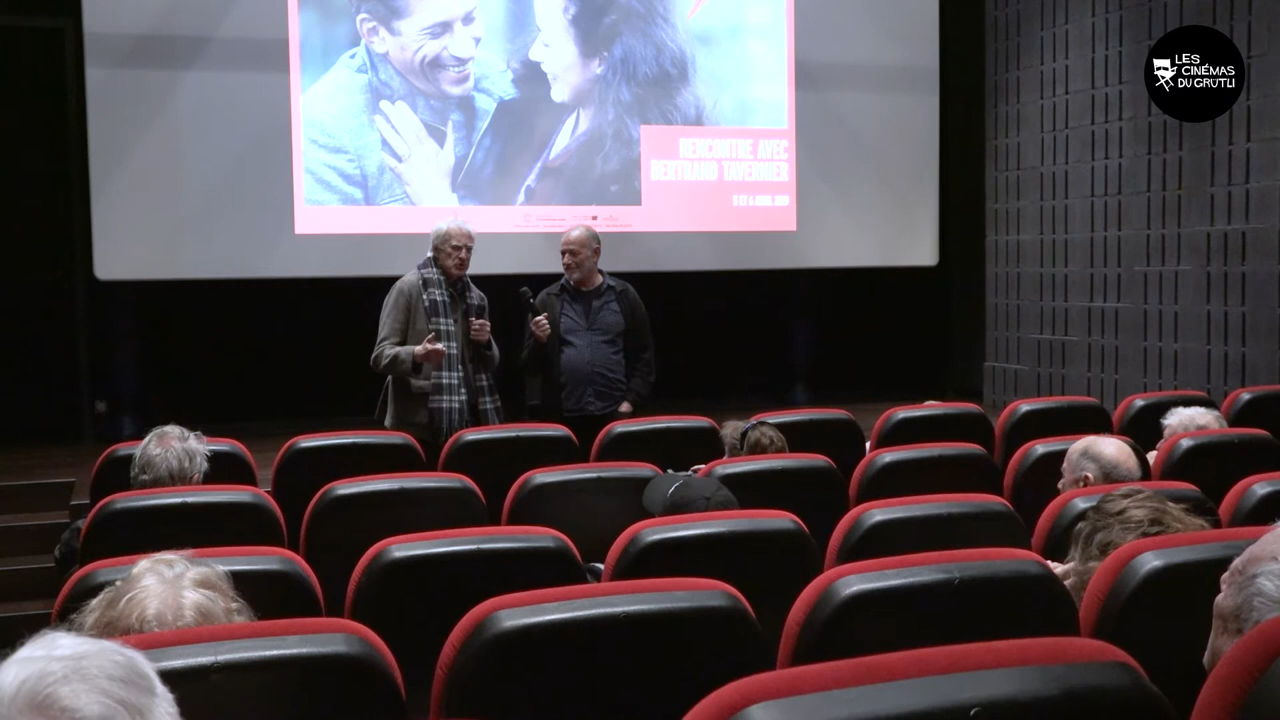 LES
CINÉMAS
DU GRÜTLI
RENCONTRE AVEC
BERTRAND TAVERNIER